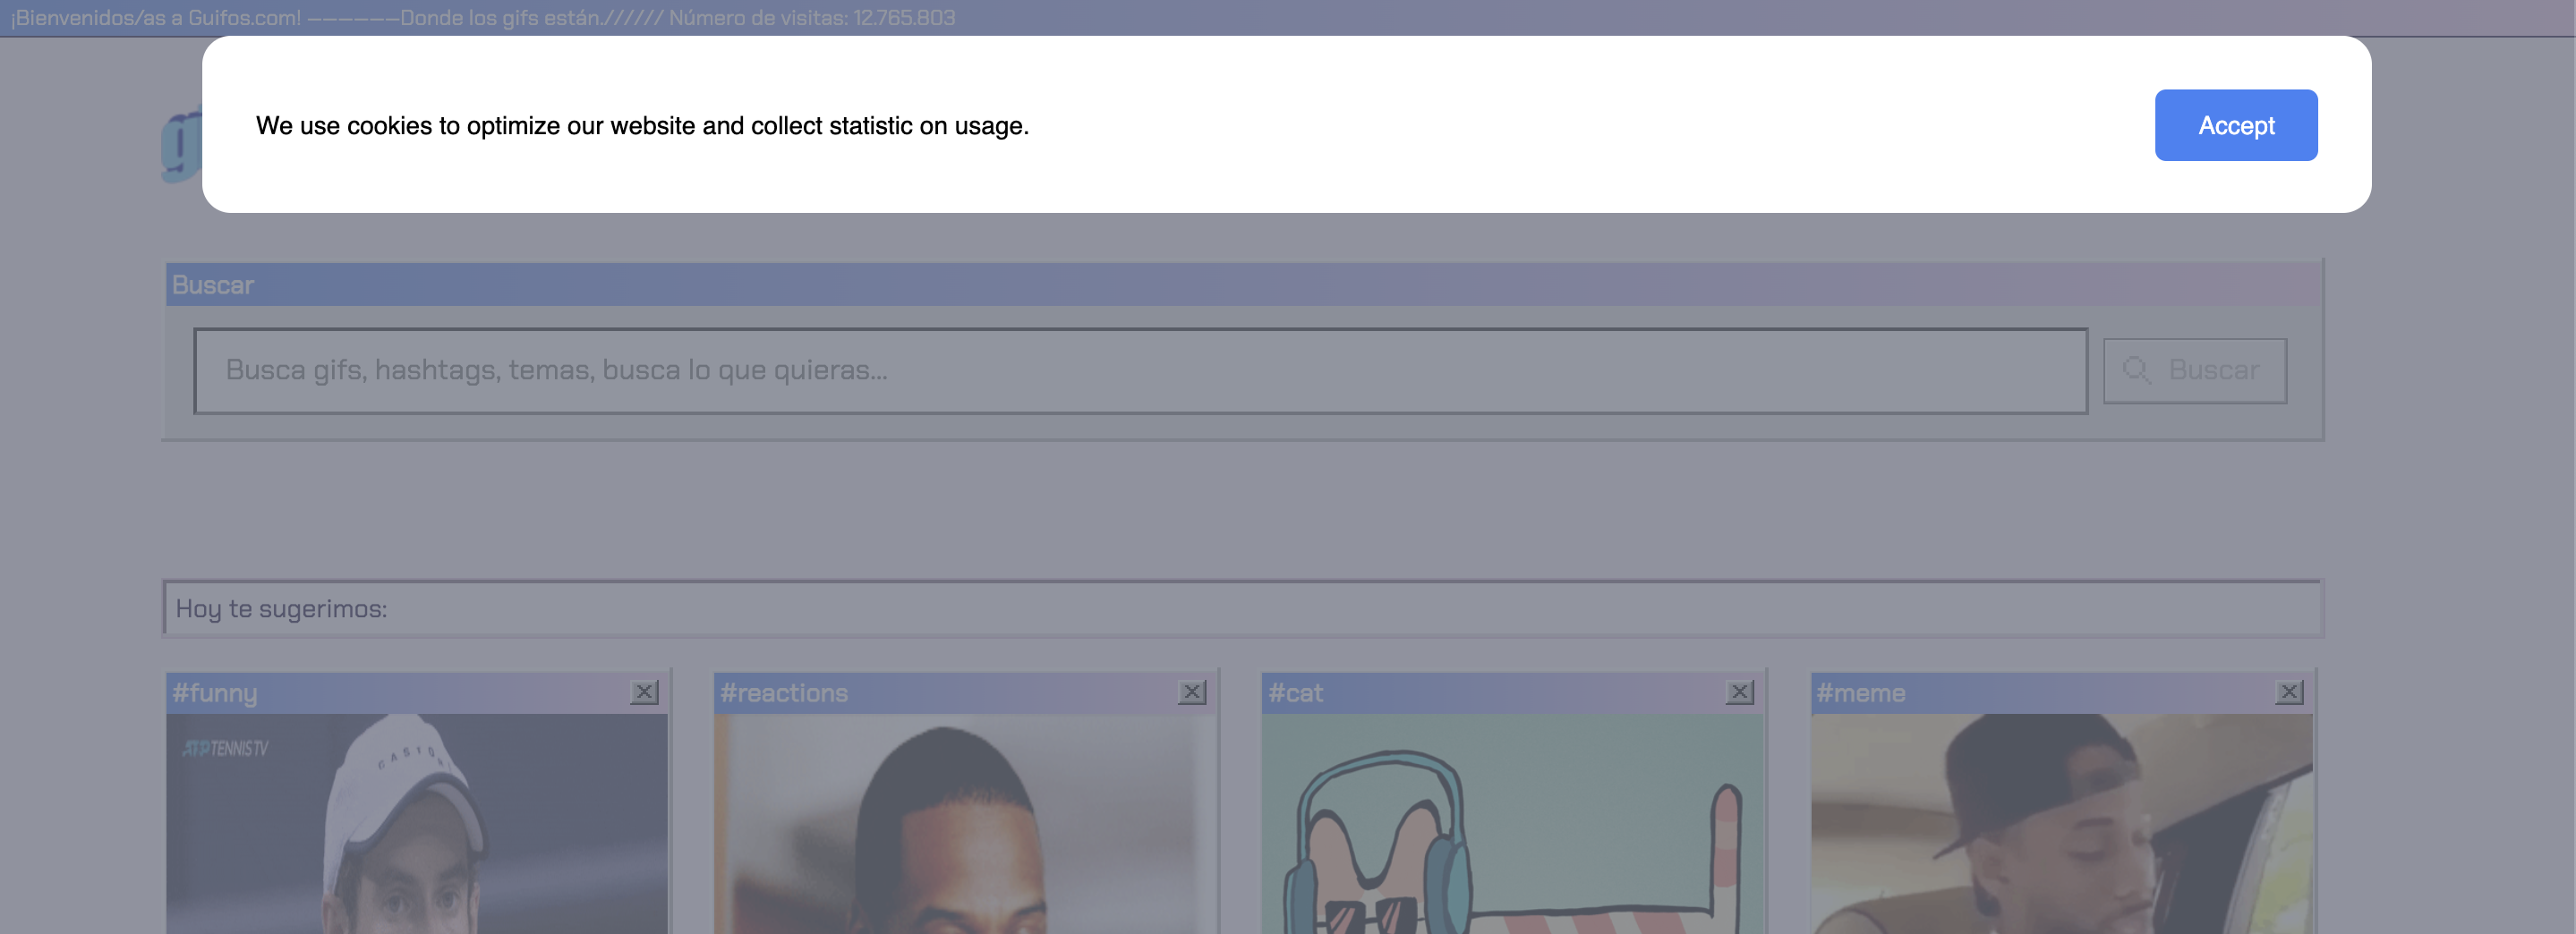 ¡Bienvenidos/as a Guifos.com! ——————Donde los gifs están.////// Número de visitas: 12.765.803
We use cookies to optimize our website and collect statistic on usage.
Accept
Buscar
Busca gifs, hashtags, temas, busca lo que quieras...
Buscar
Hoy te sugerimos:
#funny
#reactions
#cat
#meme
ATP TENNISTV